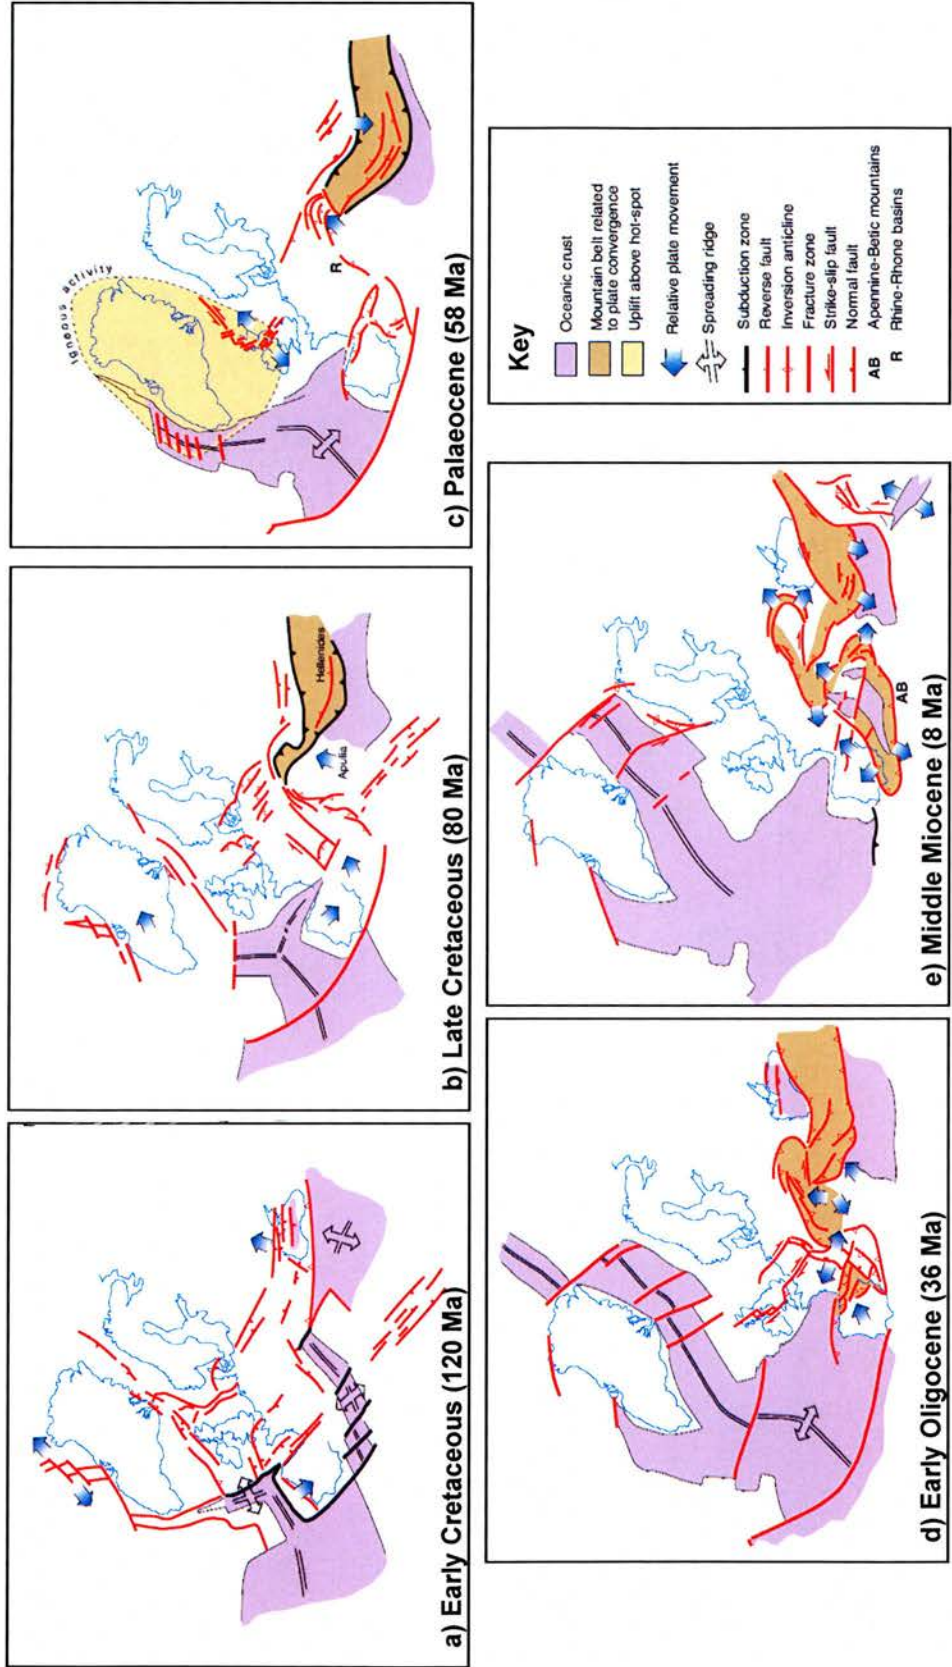 a) Early Cretaceous (120 Ma)
b) Late Cretaceous (80 Ma)
Apulia
Hellenides
c) Palaeocene (58 Ma)
Igneous activity
R
d) Early Oligocene (36 Ma)
e) Middle Miocene (8 Ma)
AB
Key
Oceanic crust
Mountain belt related
to plate convergence
Uplift above hot-spot
Relative plate movement
Spreading ridge
Subduction zone
Reverse fault
Inversion anticline
Fracture zone
Strike-slip fault
Normal fault
AB Apennine-Betic mountains
R Rhine-Rhone basins